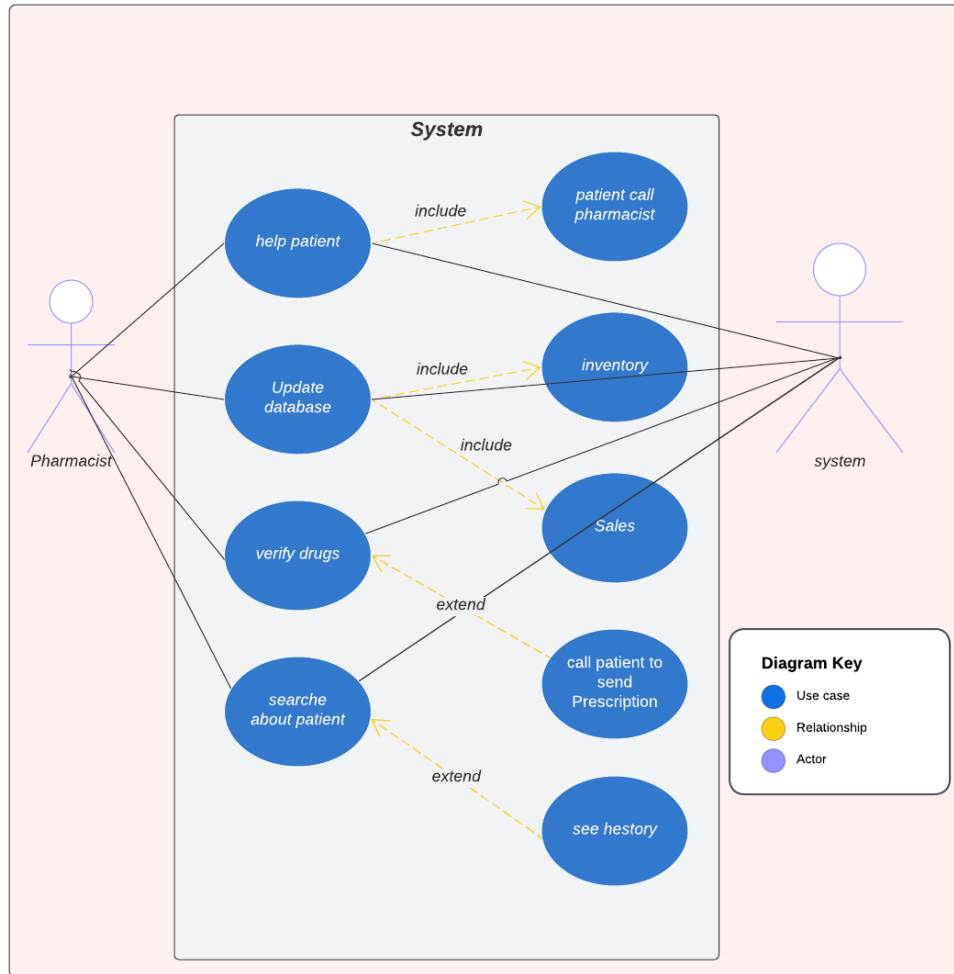 System
patient call
pharmacist
include
help patient
include
inventory
Update
database
include
Pharmacist
system
Sales
verify drugs
extend
call patient to
send
Prescription
searche
about patient
extend
see hestory
Diagram Key
Use case
Relationship
Actor